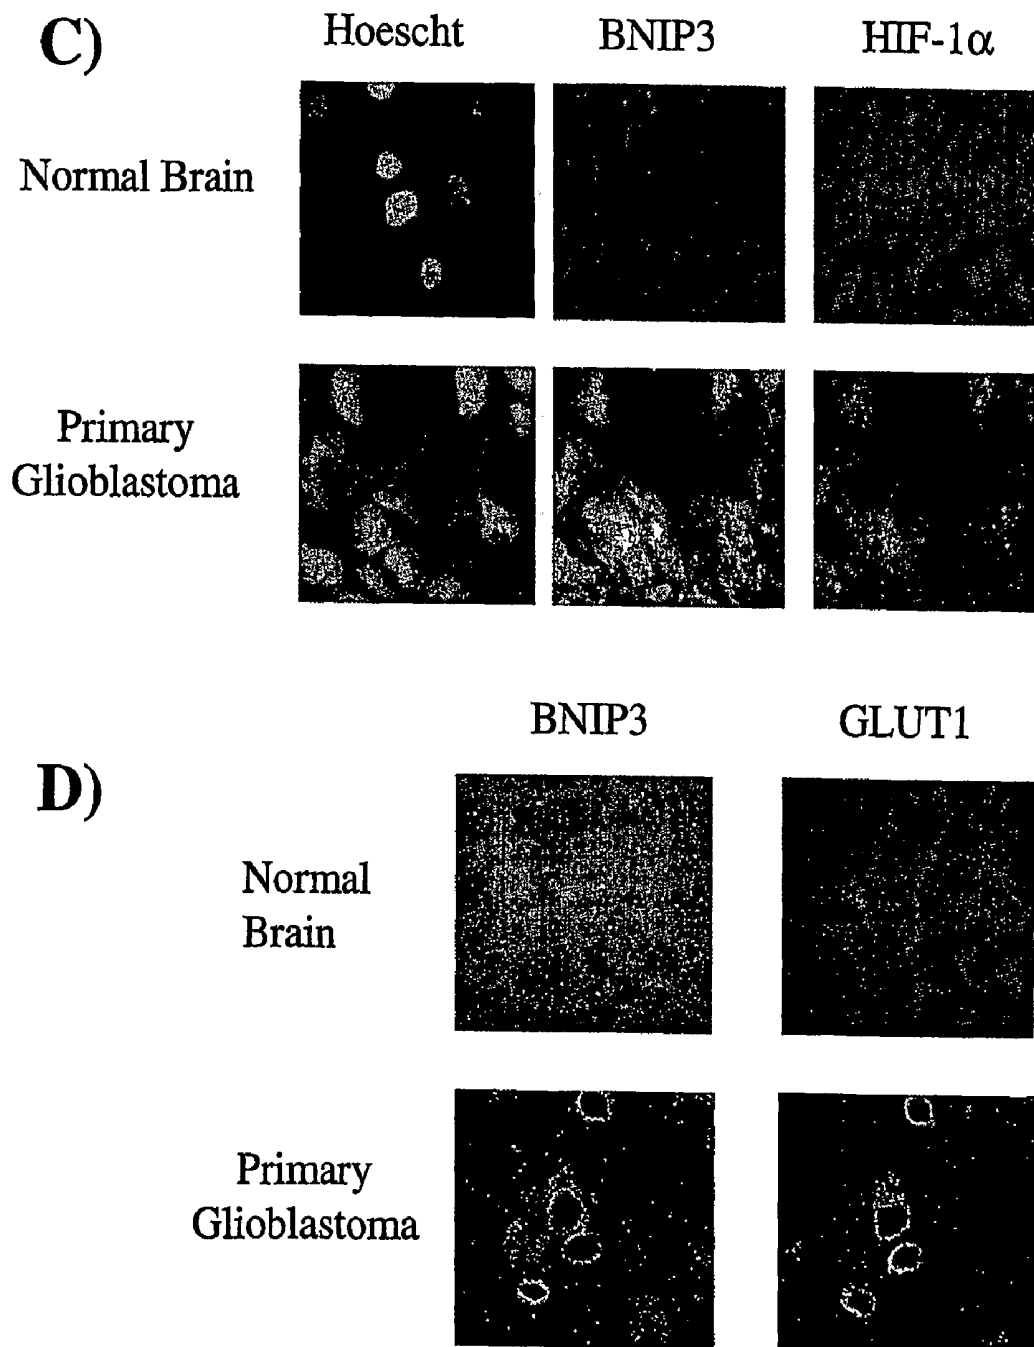 C)
Hoescht BNIP3 HIF-1α
Normal Brain
Primary
Glioblastoma
BNIP3 GLUT1
D)
Normal
Brain
Primary
Glioblastoma